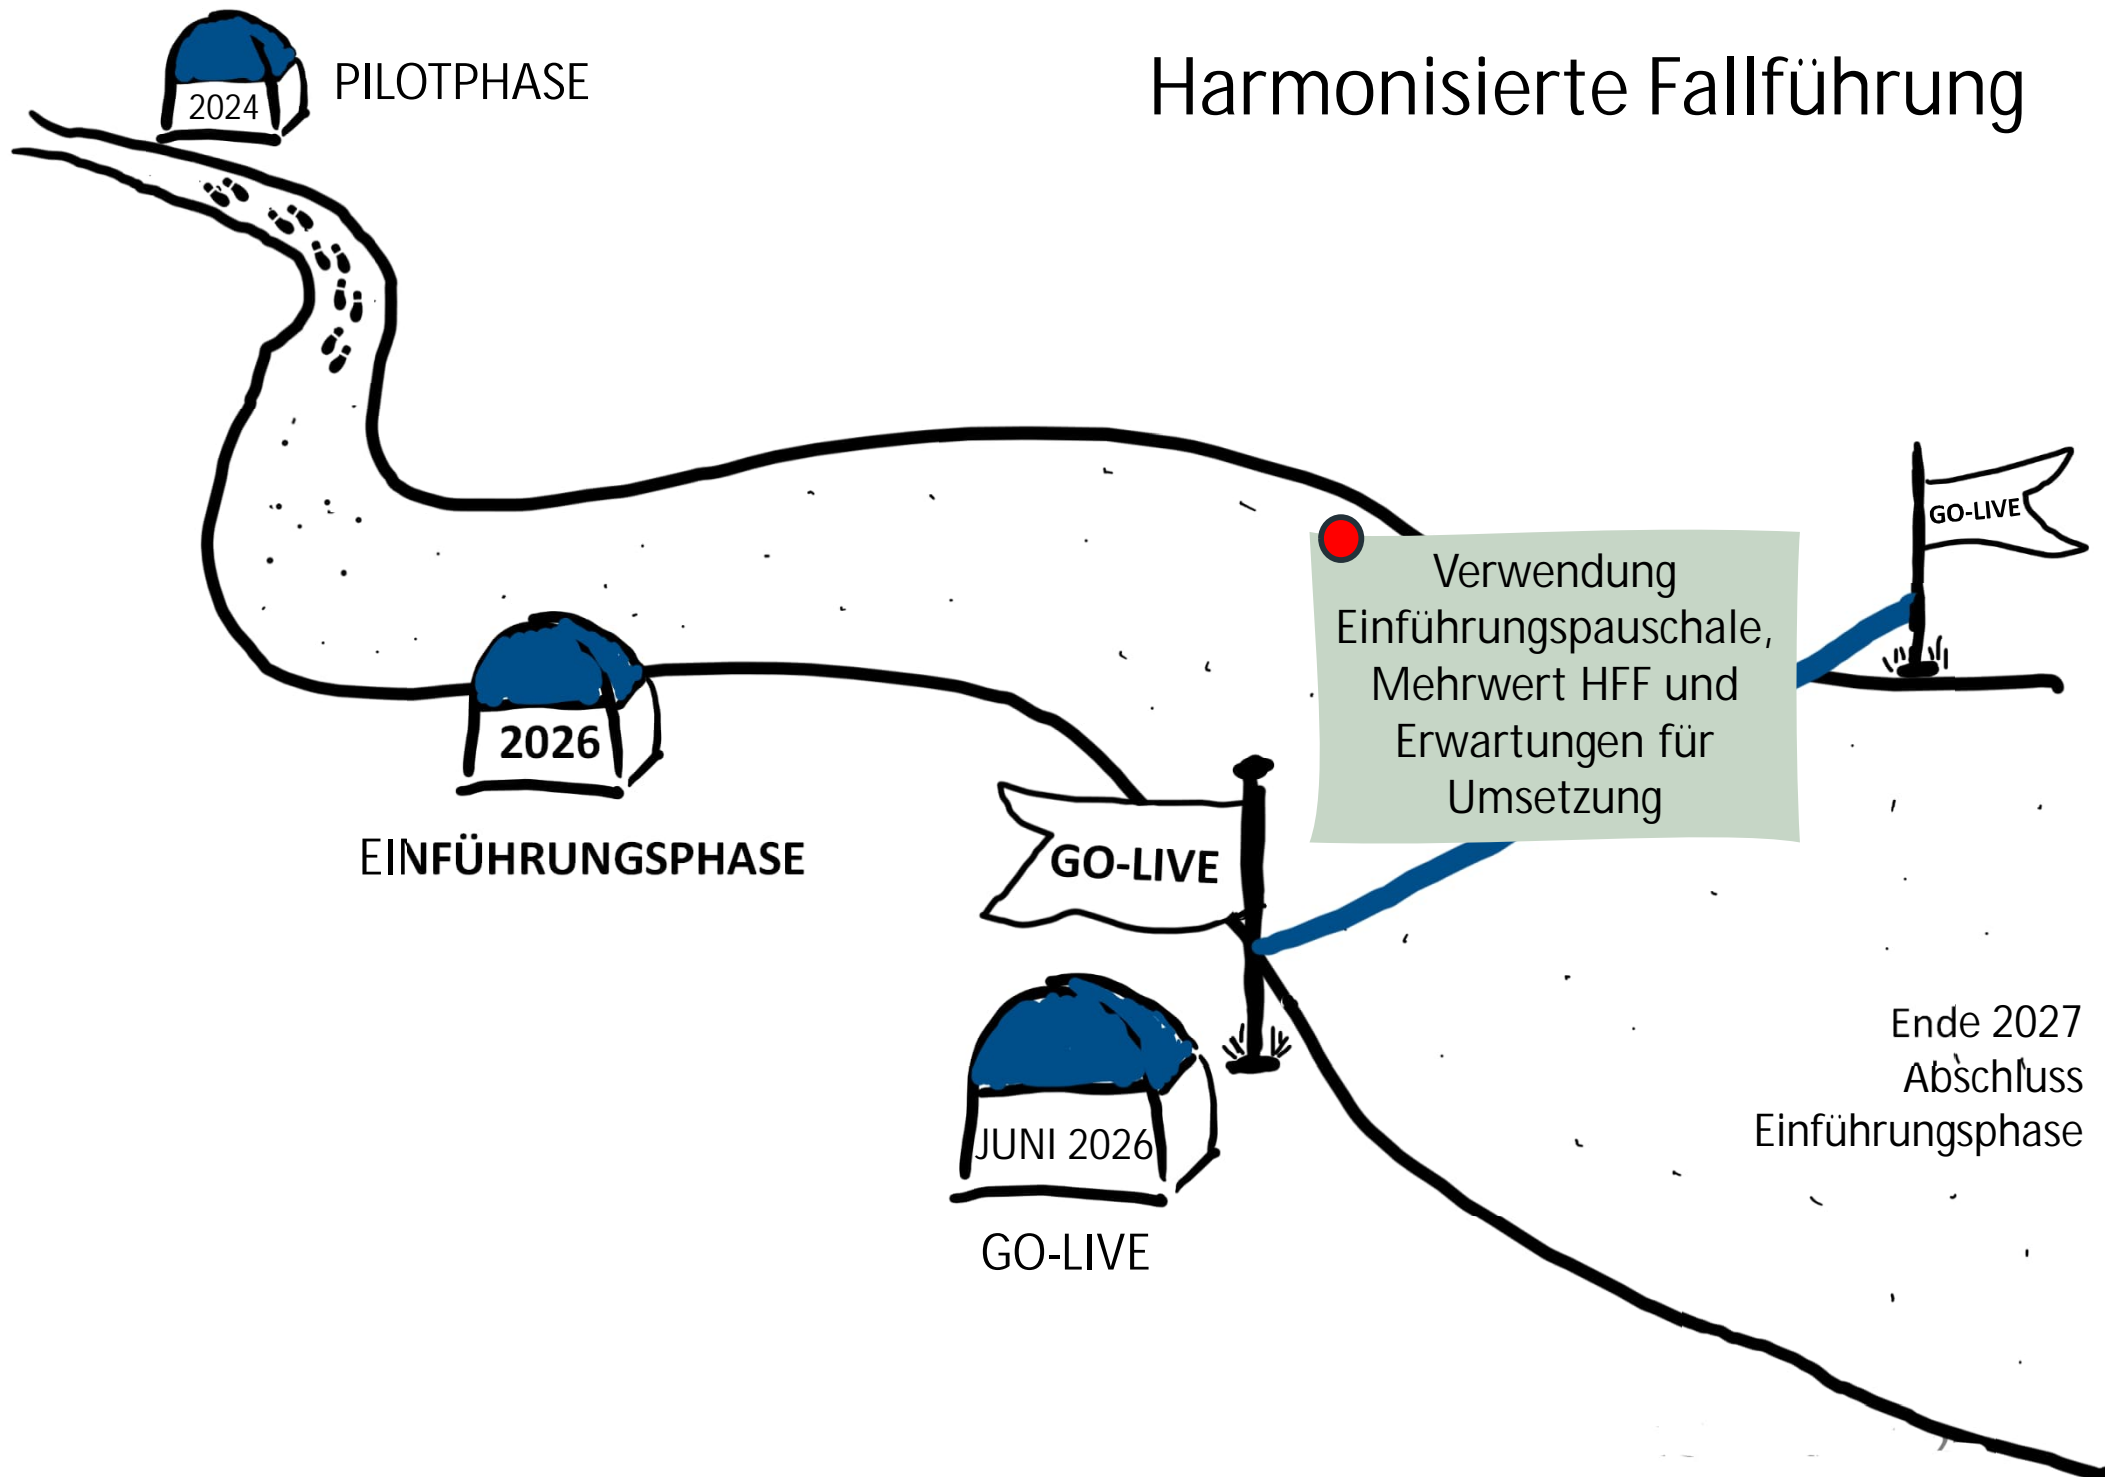 Harmonisierte Fallführung
PILOTPHASE
2024
GO-LIVE
Verwendung
Einführungspauschale,
Mehrwert HFF und
Erwartungen für
Umsetzung
2026
EINFÜHRUNGSPHASE
GO-LIVE
JUNI 2026
GO-LIVE
Ende 2027
Abschluss
Einführungsphase